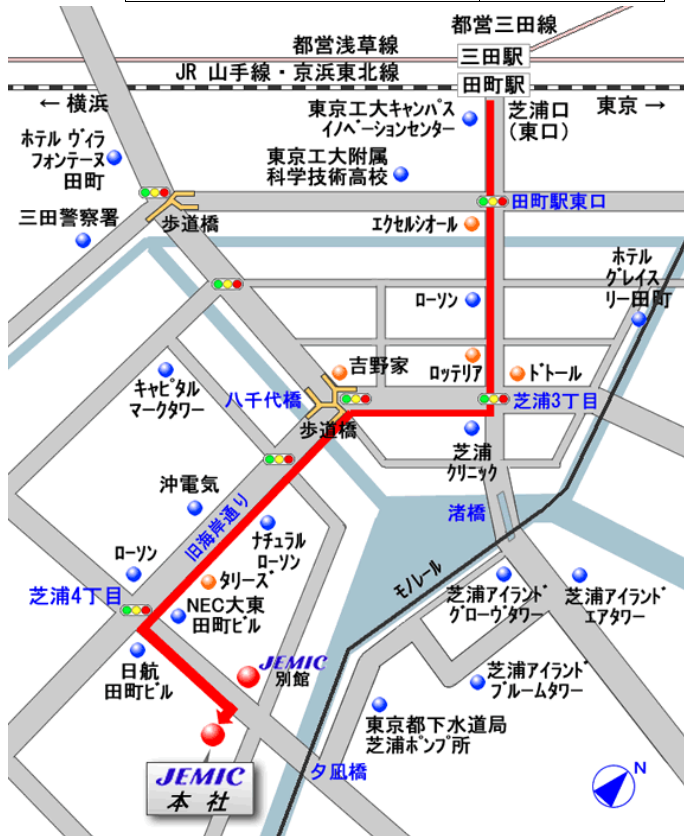 都営三田線
都営浅草線
三田駅
JR 山手線・京浜東北線
田町駅
← 横浜
東京 →
東京工大キャンパス
イノベーションセンター
芝浦口
(東口)
ホテル ヴィラ
フォンテーヌ
田町
東京工大附属
科学技術高校
田町駅東口
三田警察署
歩道橋
エクセルシオール
ホテル
グレイス
リー田町
ローソン
吉野家
ロッテリア
ドトール
キャピタル
マークタワー
八千代橋
芝浦3丁目
歩道橋
芝浦
クリニック
沖電気
旧海岸通り
渚橋
ナチュラル
ローソン
ローソン
タリーズ
モノレール
芝浦4丁目
NEC大東
田町ビル
芝浦アイランド
グローヴタワー
芝浦アイランド
エアタワー
日航
田町ビル
JEMIC
別館
芝浦アイランド
ブルームタワー
東京都下水道局
芝浦ポンプ所
夕凪橋
JEMIC
本 社
N